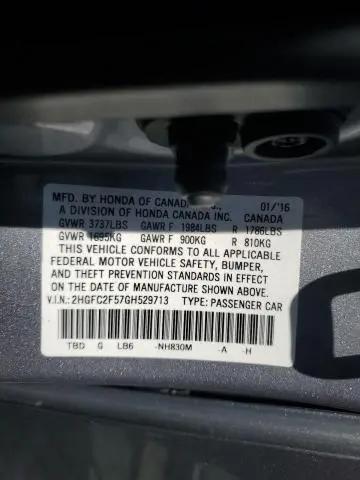 MFD. BY HONDA OF CANAD 01/'16
A DIVISION OF HONDA CANADA INC. CANADA
GVWR 3737LBS GAWR F 1984LBS R 1786LBS
GVWR 1695KG GAWR F 900KG R 810KG
THIS VEHICLE CONFORMS TO ALL APPLICABLE
FEDERAL MOTOR VEHICLE SAFETY, BUMPER,
AND THEFT PREVENTION STANDARDS IN EFFECT
ON THE DATE OF MANUFACTURE SHOWN ABOVE.
V.I.N.: 2HGFC2F57GH529713 TYPE: PASSENGER CAR
TBD G LB6 -NH830M -A -H